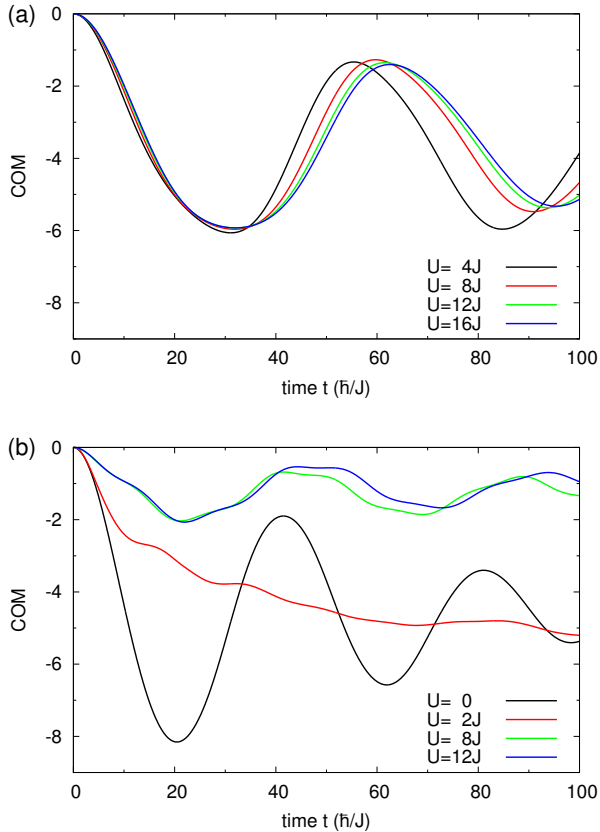 (a)
0
-2
-4
-6
-8
COM
U= 4J
U= 8J
U=12J
U=16J
0 20 40 60 80 100
time t (ħ/J)
(b)
0
-2
-4
-6
-8
COM
U= 0
U= 2J
U= 8J
U=12J
0 20 40 60 80 100
time t (ħ/J)